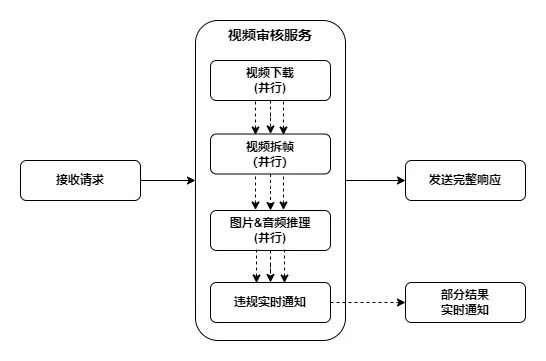 视频审核服务
视频下载
(并行)
视频拆帧
(并行)
接收请求
发送完整响应
图片&音频推理
(并行)
违规实时通知
部分结果
实时通知